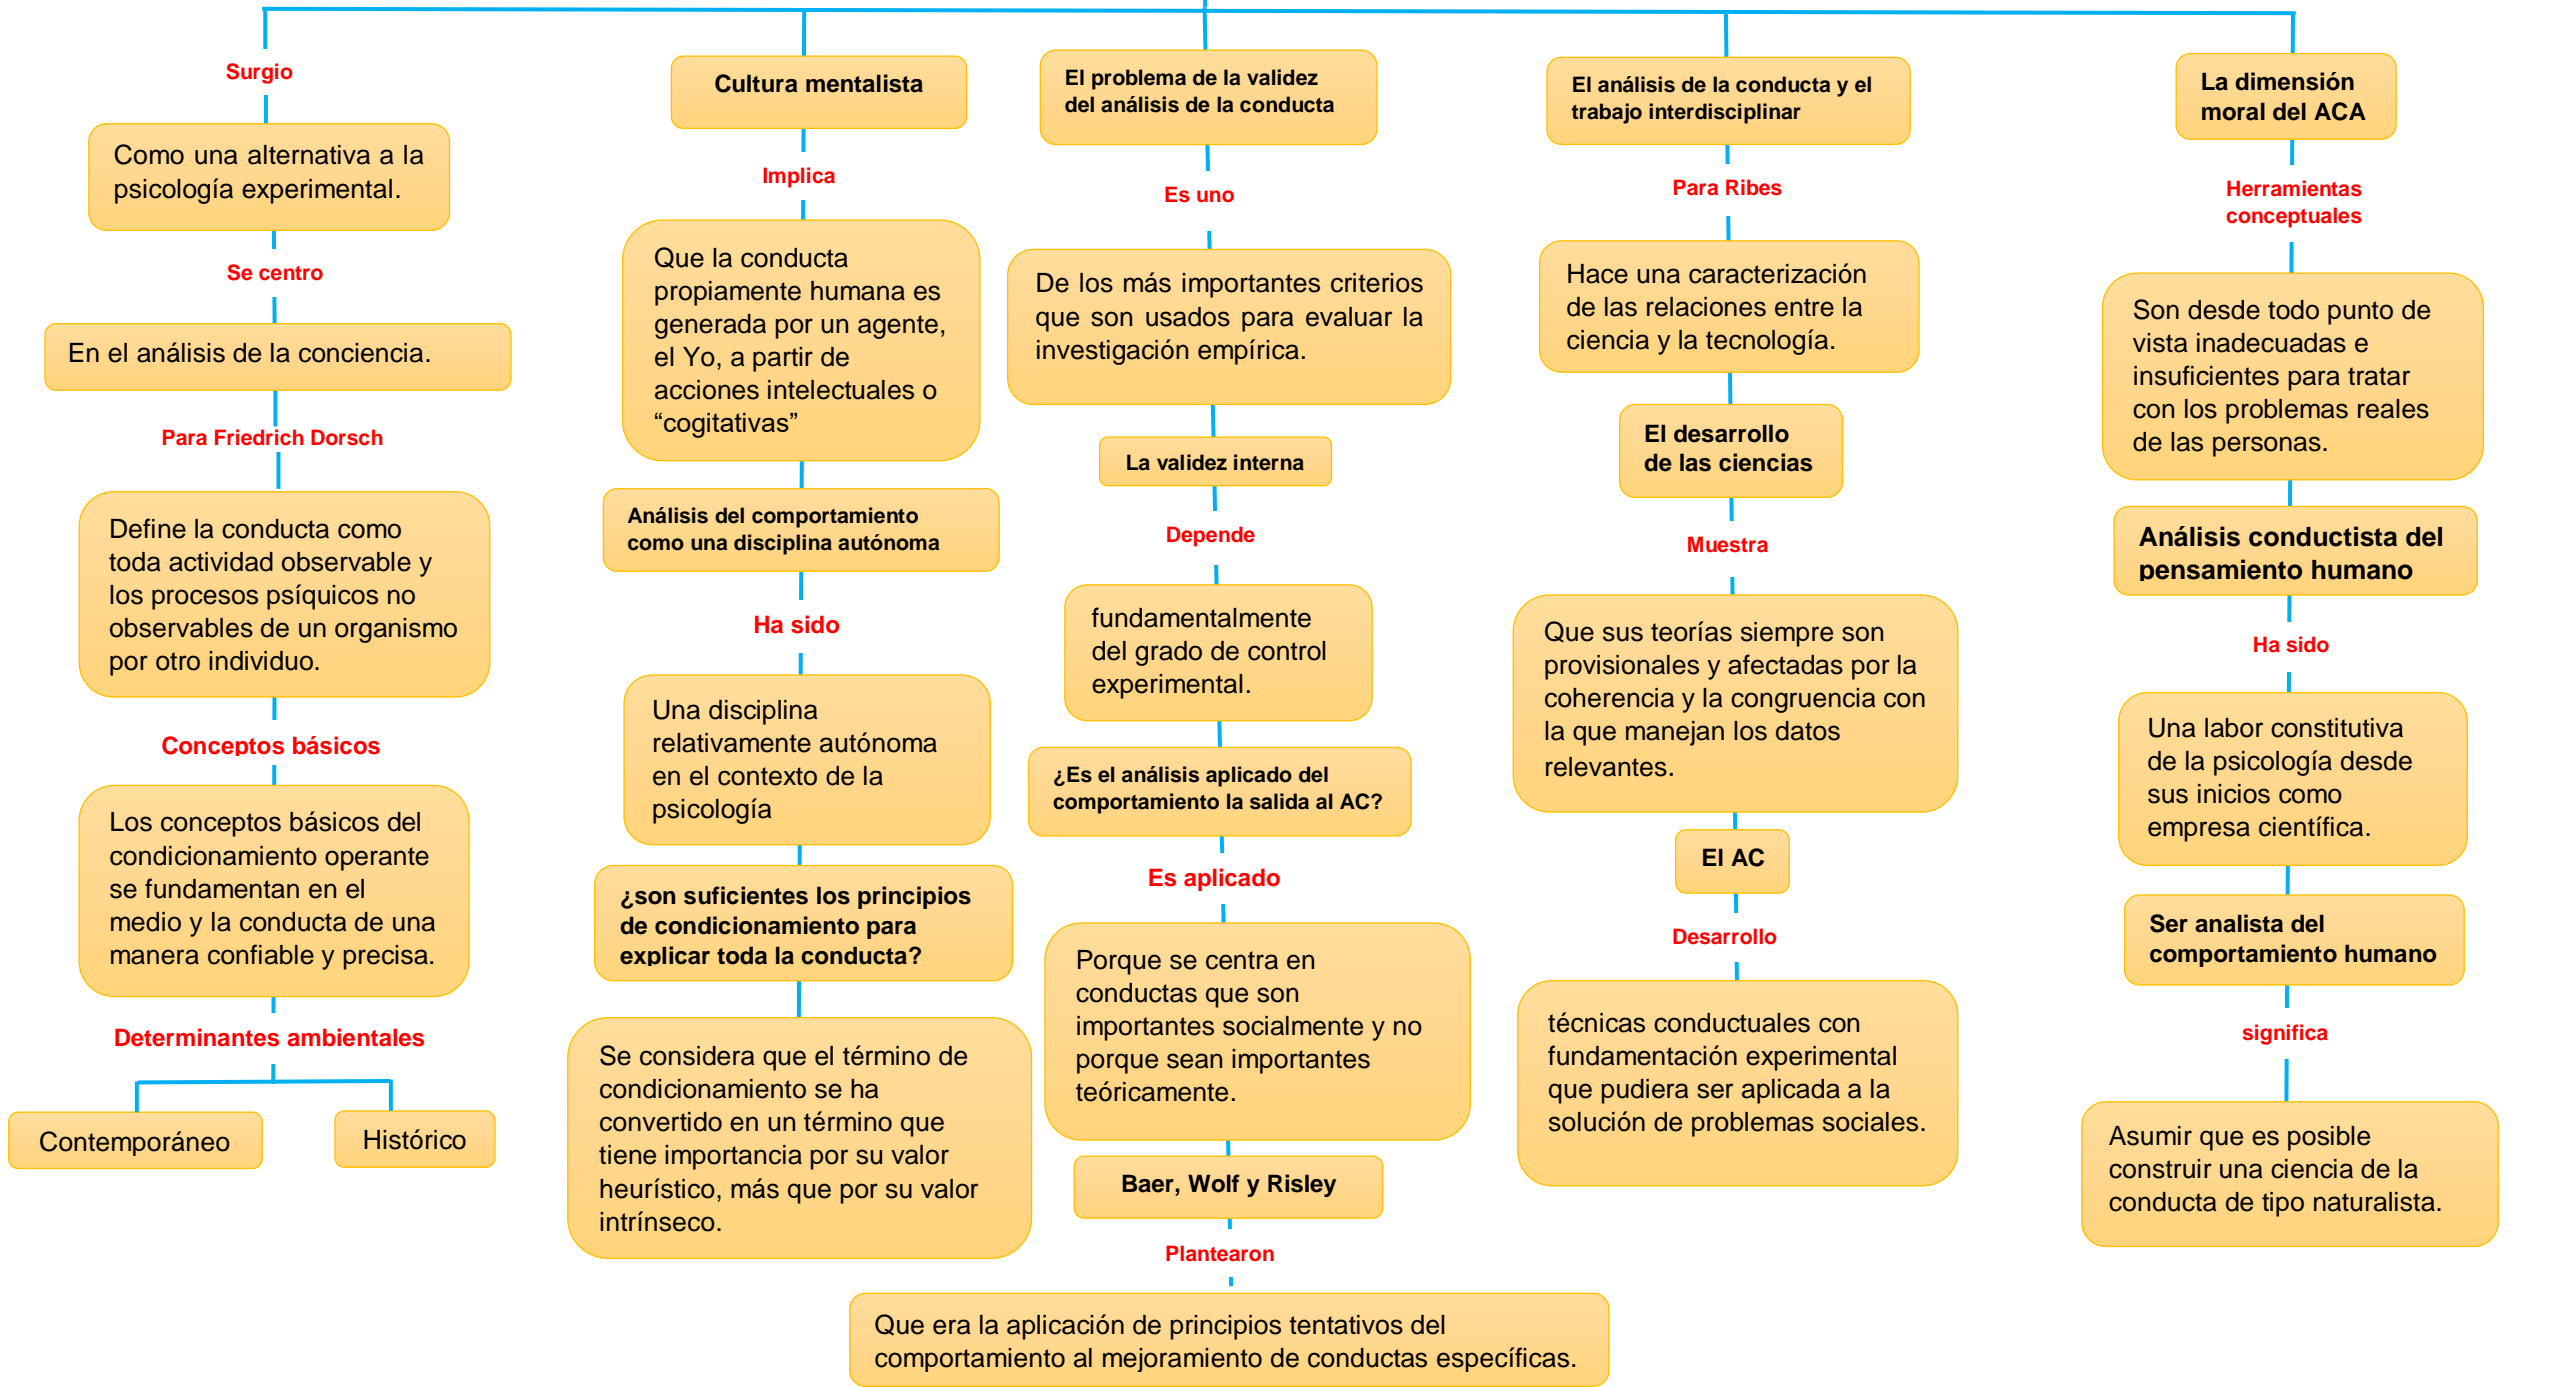 Surgio
Como una alternativa a la
psicología experimental.
Se centro
En el análisis de la conciencia.
Para Friedrich Dorsch
Define la conducta como
toda actividad observable y
los procesos psíquicos no
observables de un organismo
por otro individuo.
Conceptos básicos
Los conceptos básicos del
condicionamiento operante
se fundamentan en el
medio y la conducta de una
manera confiable y precisa.
Determinantes ambientales
Contemporáneo
Histórico
Cultura mentalista
Implica
Que la conducta
propiamente humana es
generada por un agente,
el Yo, a partir de
acciones intelectuales o
“cogitativas”
Análisis del comportamiento
como una disciplina autónoma
Ha sido
Una disciplina
relativamente autónoma
en el contexto de la
psicología
¿son suficientes los principios
de condicionamiento para
explicar toda la conducta?
Se considera que el término de
condicionamiento se ha
convertido en un término que
tiene importancia por su valor
heurístico, más que por su valor
intrínseco.
El problema de la validez
del análisis de la conducta
Es uno
De los más importantes criterios
que son usados para evaluar la
investigación empírica.
La validez interna
Depende
fundamentalmente
del grado de control
experimental.
¿Es el análisis aplicado del
comportamiento la salida al AC?
Es aplicado
Porque se centra en
conductas que son
importantes socialmente y no
porque sean importantes
teóricamente.
Baer, Wolf y Risley
Plantearon
Que era la aplicación de principios tentativos del
comportamiento al mejoramiento de conductas específicas.
El análisis de la conducta y el
trabajo interdisciplinar
Para Ribes
Hace una caracterización
de las relaciones entre la
ciencia y la tecnología.
El desarrollo
de las ciencias
Muestra
Que sus teorías siempre son
provisionales y afectadas por la
coherencia y la congruencia con
la que manejan los datos
relevantes.
El AC
Desarrollo
técnicas conductuales con
fundamentación experimental
que pudiera ser aplicada a la
solución de problemas sociales.
La dimensión
moral del ACA
Herramientas
conceptuales
Son desde todo punto de
vista inadecuadas e
insuficientes para tratar
con los problemas reales
de las personas.
Análisis conductista del
pensamiento humano
Ha sido
Una labor constitutiva
de la psicología desde
sus inicios como
empresa científica.
Ser analista del
comportamiento humano
significa
Asumir que es posible
construir una ciencia de la
conducta de tipo naturalista.